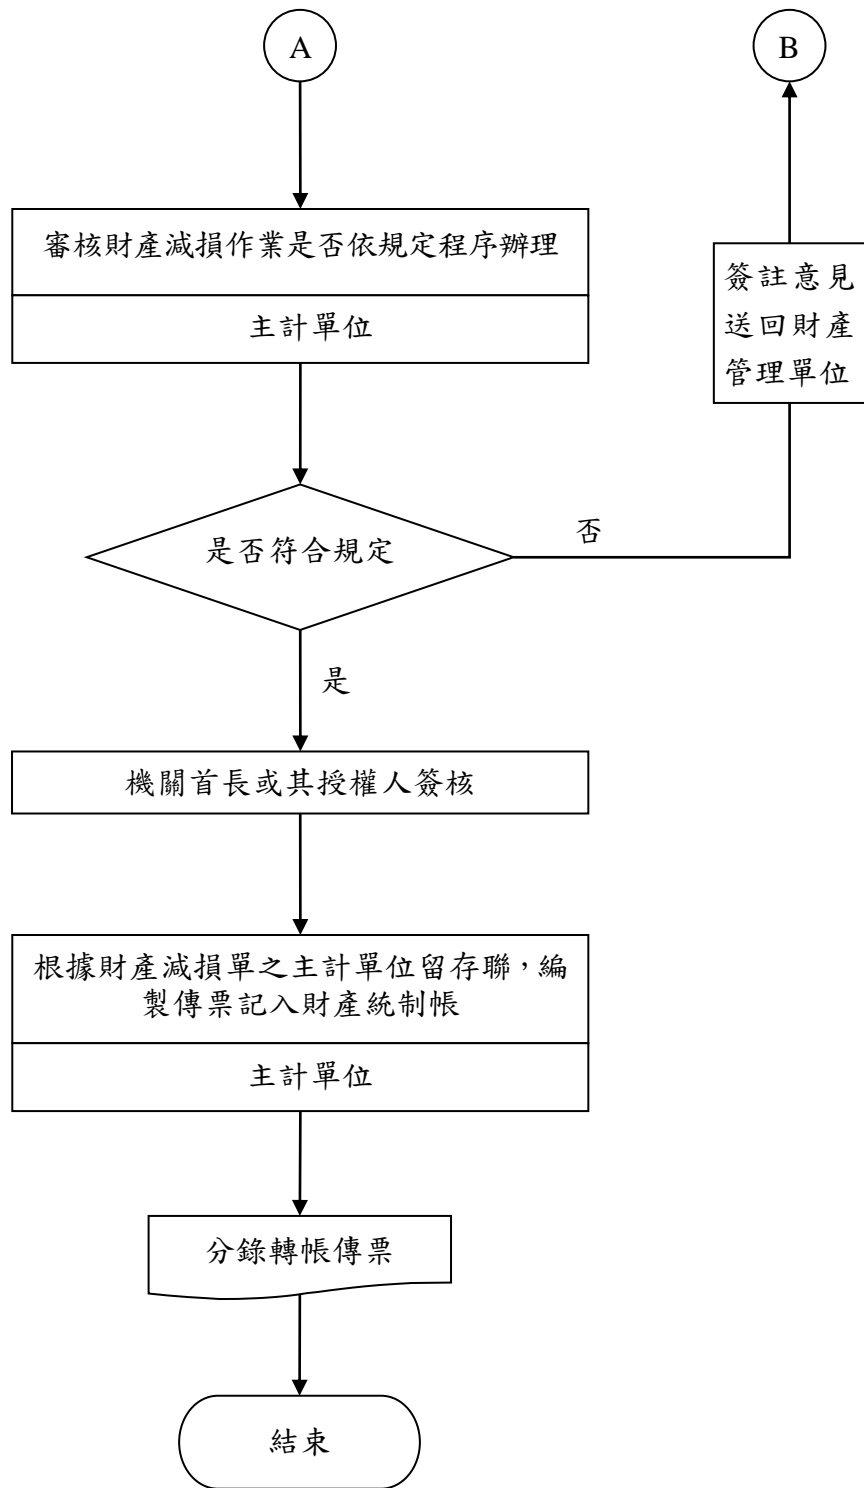 A
B
審核財產減損作業是否依規定程序辦理
主計單位
簽註意見
送回財產
管理單位
是否符合規定
否
是
機關首長或其授權人簽核
根據財產減損單之主計單位留存聯，編
製傳票記入財產統制帳
主計單位
分錄轉帳傳票
結束